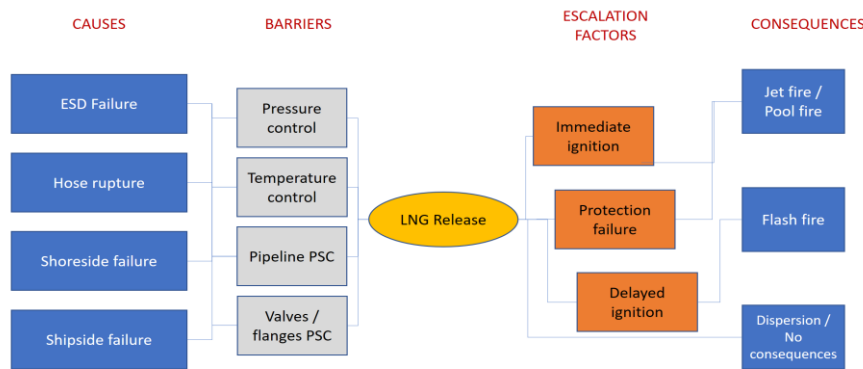 CAUSES
BARRIERS
ESCALATION
FACTORS
CONSEQUENCES
ESD Failure
Hose rupture
Shoreside failure
Shipside failure
Pressure
control
Temperature
control
Pipeline PSC
Valves /
flanges PSC
LNG Release
Immediate
ignition
Protection
failure
Delayed
ignition
Jet fire /
Pool fire
Flash fire
Dispersion /
No
consequences